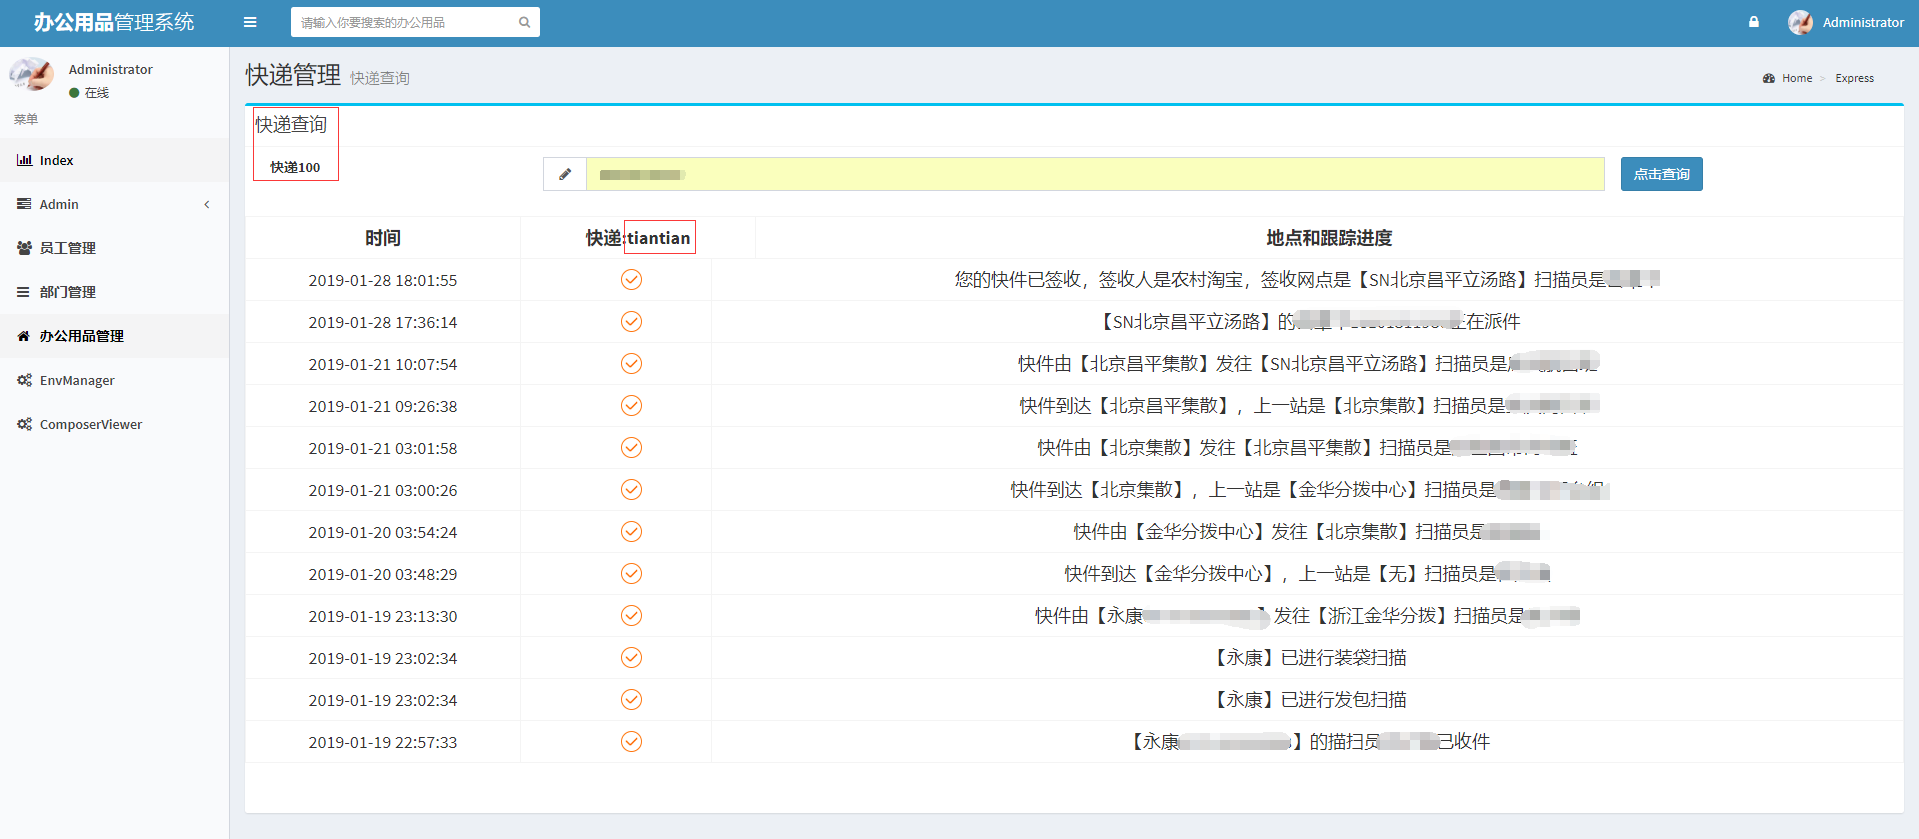 办公用品管理系统
请输入你要搜索的办公用品
Administrator
Administrator
在线
菜单
Index
Admin
员工管理
部门管理
办公用品管理
EnvManager
ComposerViewer
快递管理 快递查询
Home > Express
快递查询
快递100
点击查询
时间 快递:tiantian 地点和跟踪进度
2019-01-28 18:01:55 您的快件已签收，签收人是农村淘宝，签收网点是【SN北京昌平立汤路】扫描员是
2019-01-28 17:36:14 【SN北京昌平立汤路】的 正在派件
2019-01-21 10:07:54 快件由【北京昌平集散】发往【SN北京昌平立汤路】扫描员是
2019-01-21 09:26:38 快件到达【北京昌平集散】，上一站是【北京集散】扫描员是
2019-01-21 03:01:58 快件由【北京集散】发往【北京昌平集散】扫描员是
2019-01-21 03:00:26 快件到达【北京集散】，上一站是【金华分拨中心】扫描员是
2019-01-20 03:54:24 快件由【金华分拨中心】发往【北京集散】扫描员是
2019-01-20 03:48:29 快件到达【金华分拨中心】，上一站是【无】扫描员是
2019-01-19 23:13:30 快件由【永康 】发往【浙江金华分拨】扫描员是
2019-01-19 23:02:34 【永康】已进行装袋扫描
2019-01-19 23:02:34 【永康】已进行发包扫描
2019-01-19 22:57:33 【永康 】的描扫员 已收件